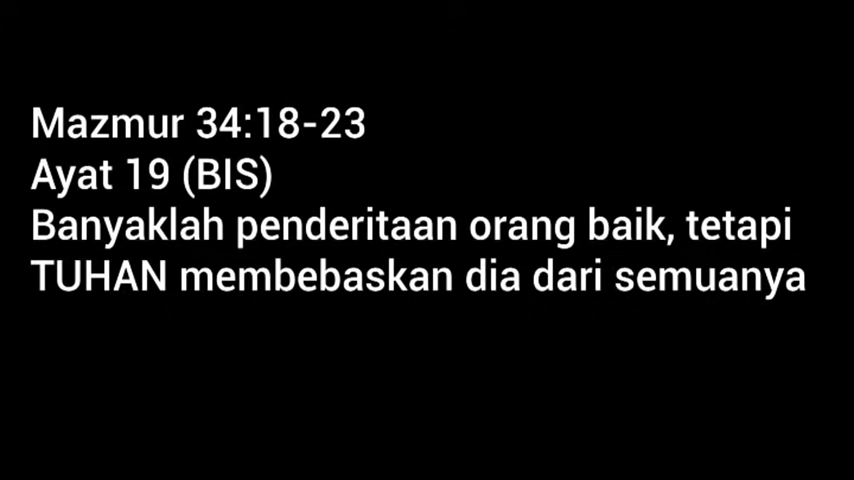 Mazmur 34:18-23
Ayat 19 (BIS)
Banyaklah penderitaan orang baik, tetapi
TUHAN membebaskan dia dari semuanya